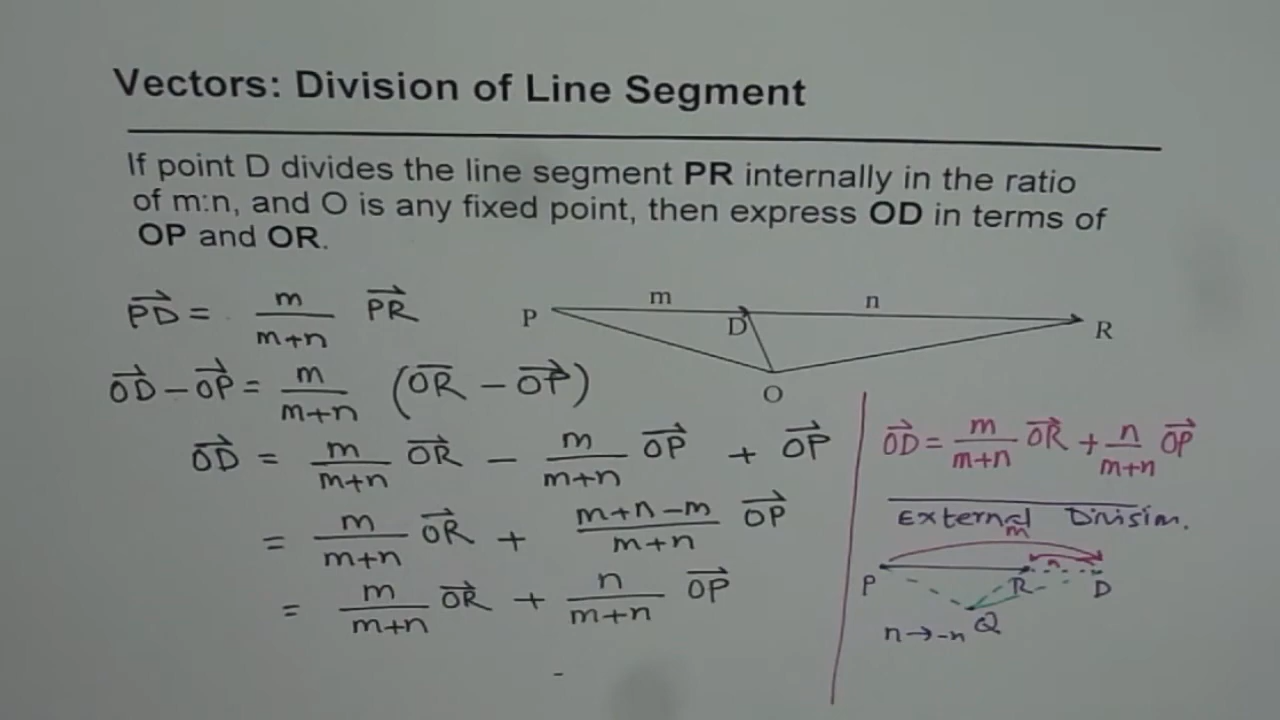 Vectors: Division of Line Segment
If point D divides the line segment PR internally in the ratio
of m:n, and O is any fixed point, then express OD in terms of
OP and OR.
P m D n R
O
→PD = m/(m+n) →PR
→OD − →OP = m/(m+n) (→OR − →OP)
→OD = m/(m+n) →OR − m/(m+n) →OP + →OP
= m/(m+n) →OR + (m+n−m)/(m+n) →OP
= m/(m+n) →OR + n/(m+n) →OP
→OD = m/(m+n) →OR + n/(m+n) →OP
External Division.
m
n
P R D
Q
n → −n